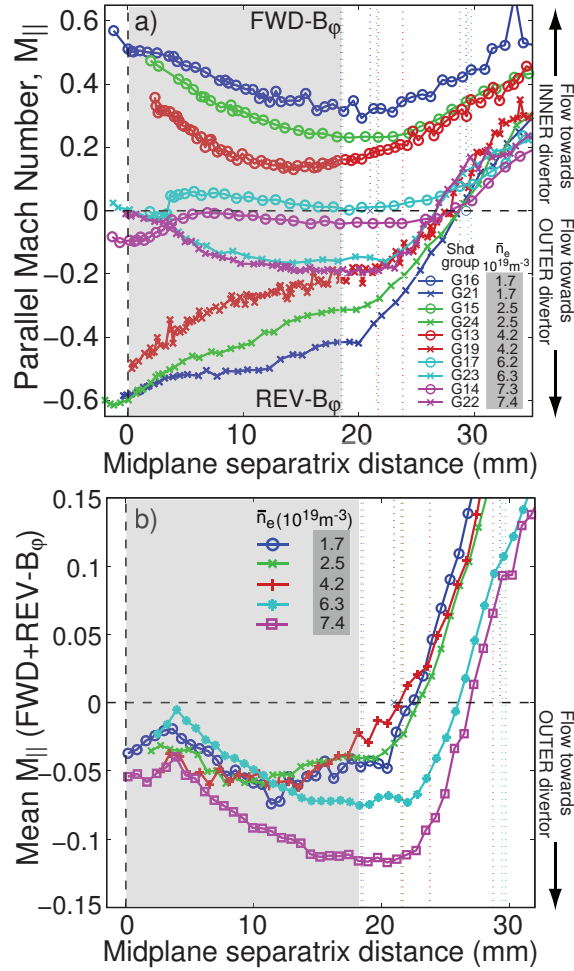 a)
FWD-Bφ
0.6
0.4
0.2
0
−0.2
−0.4
−0.6
Parallel Mach Number, M||
REV-Bφ
Shot group n̄e 10^19 m^-3
G16 1.7
G21 1.7
G15 2.5
G24 2.5
G13 4.2
G19 4.2
G17 6.2
G23 6.3
G14 7.3
G22 7.4
0 10 20 30
Midplane separatrix distance (mm)
Flow towards
INNER divertor
Flow towards
OUTER divertor
b)
n̄e (10^19 m^-3)
1.7
2.5
4.2
6.3
7.4
0.15
0.1
0.05
0
−0.05
−0.1
−0.15
Mean M|| (FWD+REV-Bφ)
0 10 20 30
Midplane separatrix distance (mm)
Flow towards
OUTER divertor